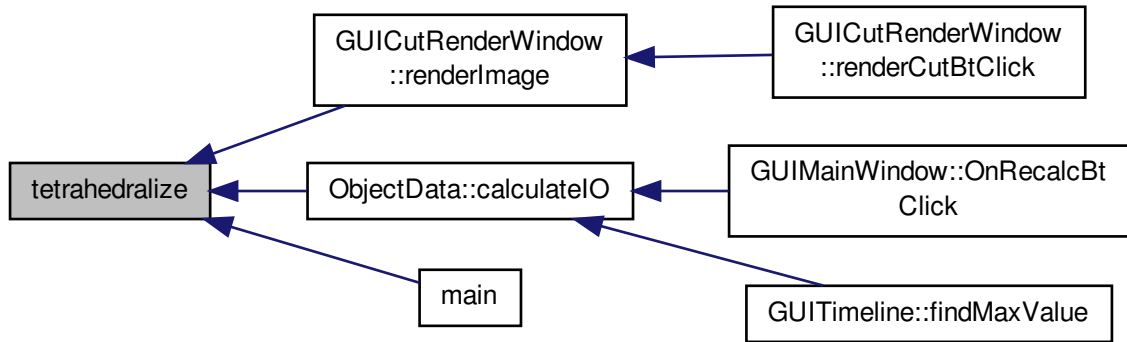 GUICutRenderWindow
::renderImage
GUICutRenderWindow
::renderCutBtClick
tetrahedralize
ObjectData::calculateIO
GUIMainWindow::OnRecalcBt
Click
main
GUITimeline::findMaxValue